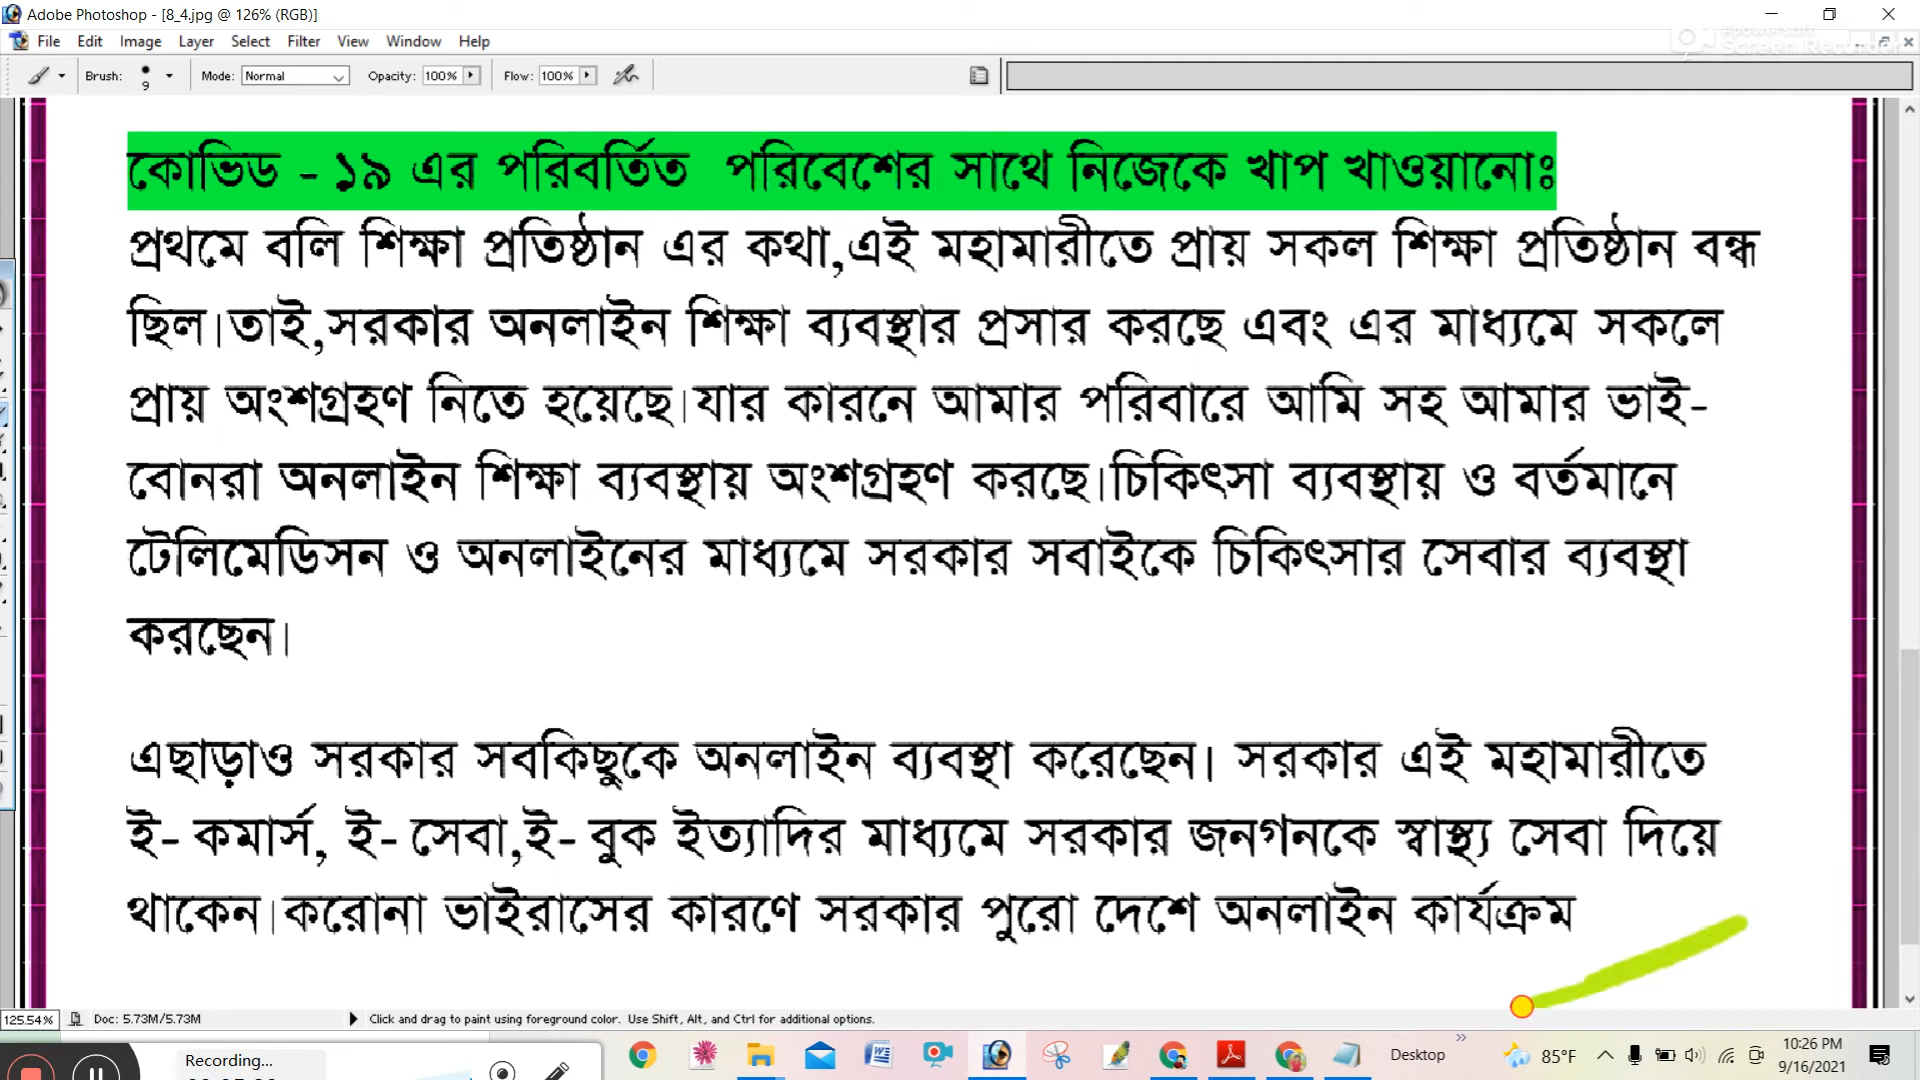 Adobe Photoshop - [8_4.jpg @ 126% (RGB)]
File Edit Image Layer Select Filter View Window Help
Apowersoft
Screen Recorder
Brush: 9 Mode: Normal Opacity: 100% Flow: 100%
কোভিড - ১৯ এর পরিবর্তিত পরিবেশের সাথে নিজেকে খাপ খাওয়ানোঃ
প্রথমে বলি শিক্ষা প্রতিষ্ঠান এর কথা,এই মহামারীতে প্রায় সকল শিক্ষা প্রতিষ্ঠান বন্ধ
ছিল।তাই,সরকার অনলাইন শিক্ষা ব্যবস্থার প্রসার করছে এবং এর মাধ্যমে সকলে
প্রায় অংশগ্রহণ নিতে হয়েছে।যার কারনে আমার পরিবারে আমি সহ আমার ভাই-
বোনরা অনলাইন শিক্ষা ব্যবস্থায় অংশগ্রহণ করছে।চিকিৎসা ব্যবস্থায় ও বর্তমানে
টেলিমেডিসন ও অনলাইনের মাধ্যমে সরকার সবাইকে চিকিৎসার সেবার ব্যবস্থা
করছেন।
এছাড়াও সরকার সবকিছুকে অনলাইন ব্যবস্থা করেছেন। সরকার এই মহামারীতে
ই- কমার্স, ই- সেবা,ই- বুক ইত্যাদির মাধ্যমে সরকার জনগনকে স্বাস্থ্য সেবা দিয়ে
থাকেন।করোনা ভাইরাসের কারণে সরকার পুরো দেশে অনলাইন কার্যক্রম
125.54% Doc: 5.73M/5.73M Click and drag to paint using foreground color. Use Shift, Alt, and Ctrl for additional options.
Recording...
Desktop 85°F 10:26 PM
9/16/2021